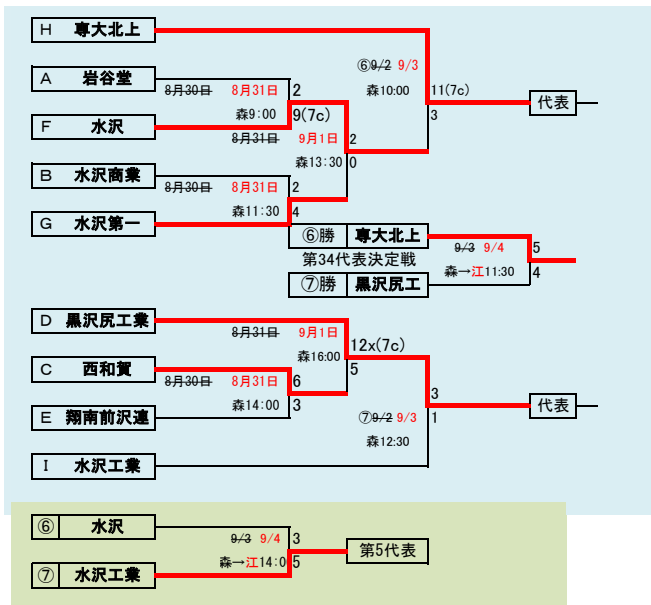 H 専大北上
⑥9/2 9/3
A 岩谷堂
8月30日 8月31日 2
森10:00 11(7c)
代表
森9:00 9(7c)
3
F 水沢
8月31日 9月1日 2
森13:30 0
B 水沢商業
8月30日 8月31日 2
森11:30 4
G 水沢第一
⑥勝 専大北上
9/3 9/4 5
第34代表決定戦
森→江11:30 4
⑦勝 黒沢尻工
D 黒沢尻工業
8月31日 9月1日
12x(7c)
森16:00
C 西和賀
5
8月30日 8月31日 6
3
森14:00 3
代表
E 翔南前沢連
⑦9/2 9/3 1
森12:30
I 水沢工業
⑥ 水沢
9/3 9/4 3
第5代表
森→江14:0 5
⑦ 水沢工業